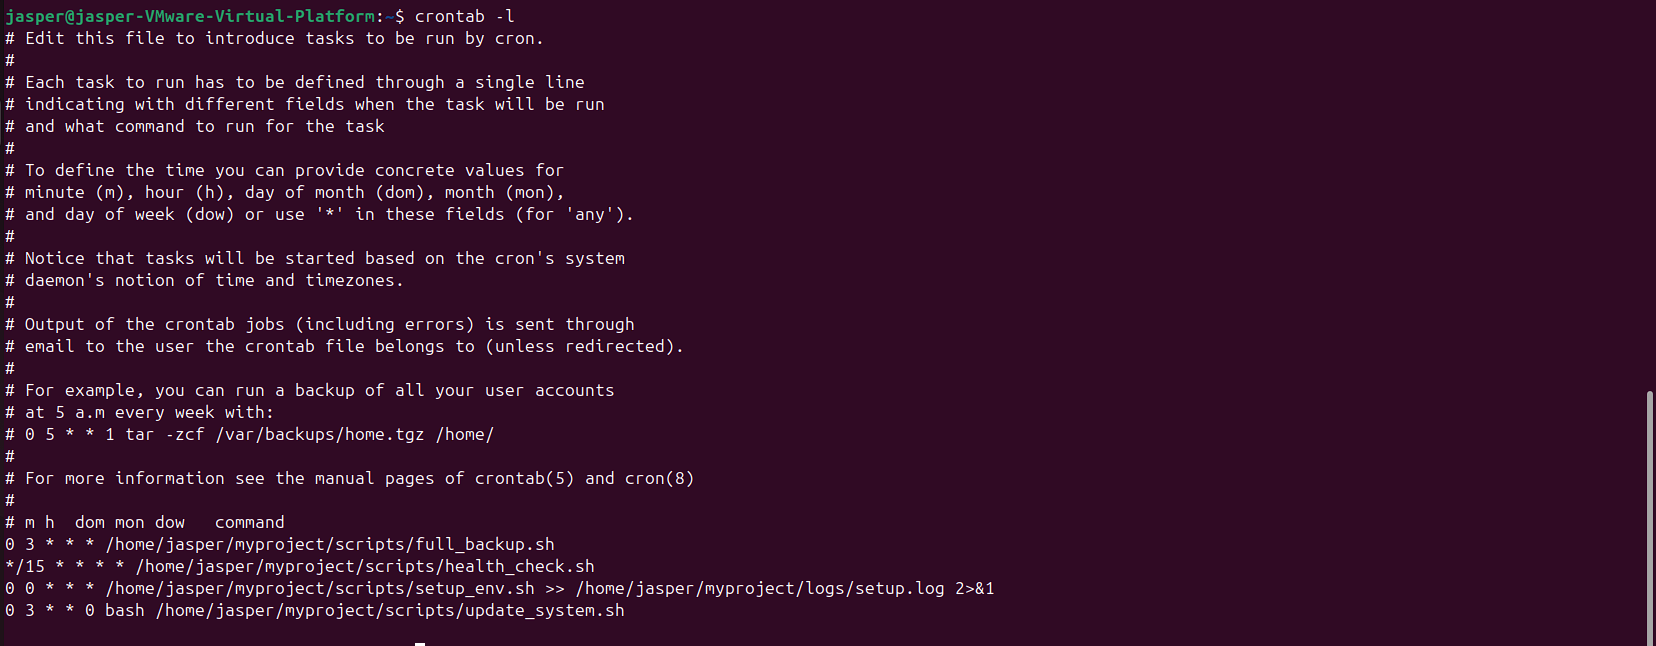 jasper@jasper-VMware-Virtual-Platform:~$ crontab -l
# Edit this file to introduce tasks to be run by cron.
#
# Each task to run has to be defined through a single line
# indicating with different fields when the task will be run
# and what command to run for the task
#
# To define the time you can provide concrete values for
# minute (m), hour (h), day of month (dom), month (mon),
# and day of week (dow) or use '*' in these fields (for 'any').
#
# Notice that tasks will be started based on the cron's system
# daemon's notion of time and timezones.
#
# Output of the crontab jobs (including errors) is sent through
# email to the user the crontab file belongs to (unless redirected).
#
# For example, you can run a backup of all your user accounts
# at 5 a.m every week with:
# 0 5 * * 1 tar -zcf /var/backups/home.tgz /home/
#
# For more information see the manual pages of crontab(5) and cron(8)
#
# m h  dom mon dow   command
0 3 * * * /home/jasper/myproject/scripts/full_backup.sh
*/15 * * * * /home/jasper/myproject/scripts/health_check.sh
0 0 * * * /home/jasper/myproject/scripts/setup_env.sh >> /home/jasper/myproject/logs/setup.log 2>&1
0 3 * * 0 bash /home/jasper/myproject/scripts/update_system.sh